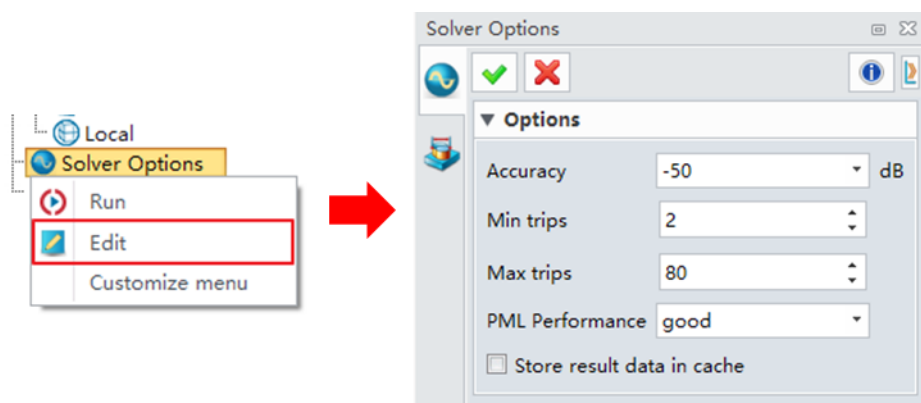 Local
Solver Options
Run
Edit
Customize menu
Solver Options
Options
Accuracy -50 dB
Min trips 2
Max trips 80
PML Performance good
Store result data in cache